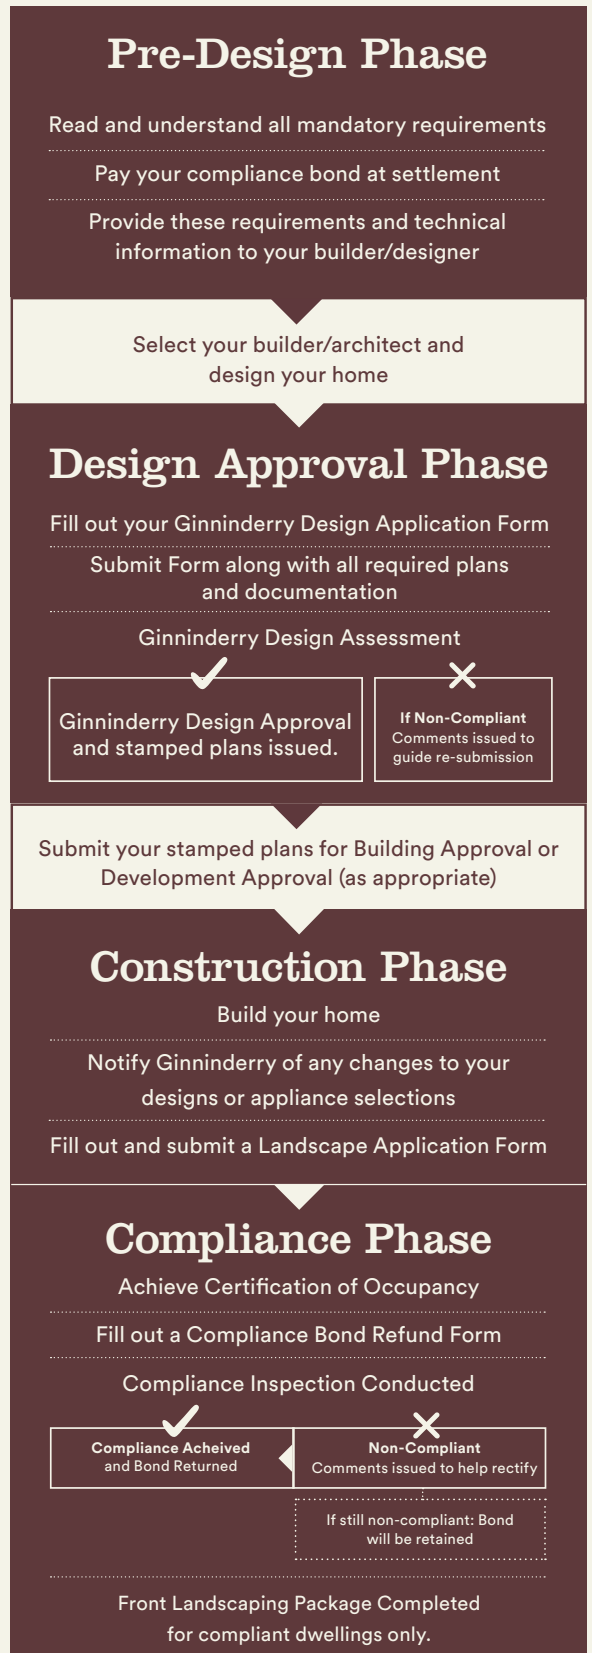 Pre-Design Phase
Read and understand all mandatory requirements
Pay your compliance bond at settlement
Provide these requirements and technical
information to your builder/designer
Select your builder/architect and
design your home
Design Approval Phase
Fill out your Ginninderry Design Application Form
Submit Form along with all required plans
and documentation
Ginninderry Design Assessment
Ginninderry Design Approval
and stamped plans issued.
If Non-Compliant
Comments issued to
guide re-submission
Submit your stamped plans for Building Approval or
Development Approval (as appropriate)
Construction Phase
Build your home
Notify Ginninderry of any changes to your
designs or appliance selections
Fill out and submit a Landscape Application Form
Compliance Phase
Achieve Certification of Occupancy
Fill out a Compliance Bond Refund Form
Compliance Inspection Conducted
Compliance Acheived
and Bond Returned
Non-Compliant
Comments issued to help rectify
If still non-compliant: Bond
will be retained
Front Landscaping Package Completed
for compliant dwellings only.